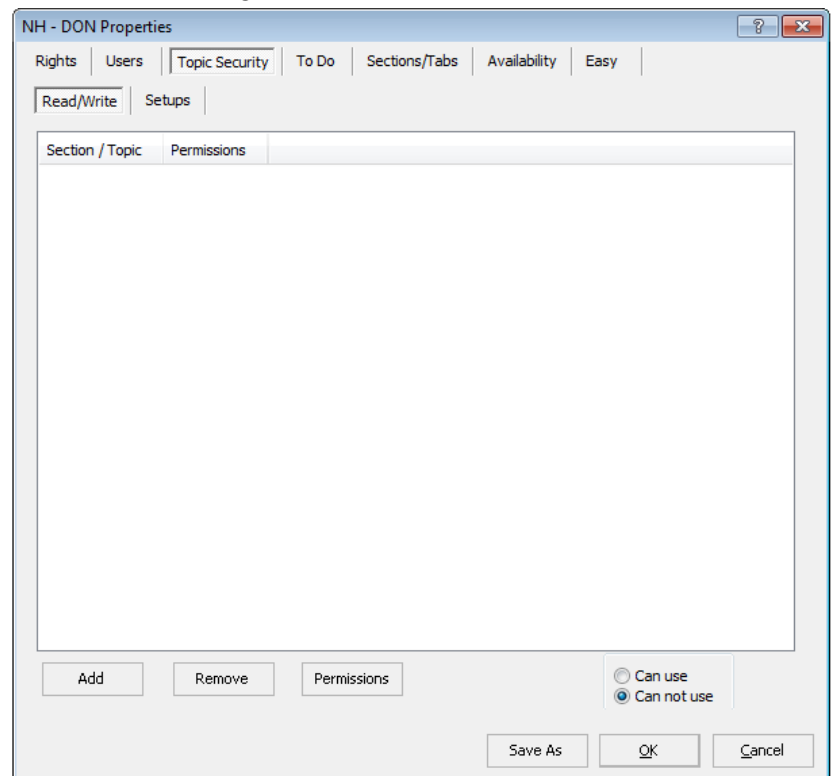 NH - DON Properties ?
Rights Users Topic Security To Do Sections/Tabs Availability Easy
Read/Write Setups
Section / Topic Permissions
Add Remove Permissions
Can use
Can not use
Save As OK Cancel